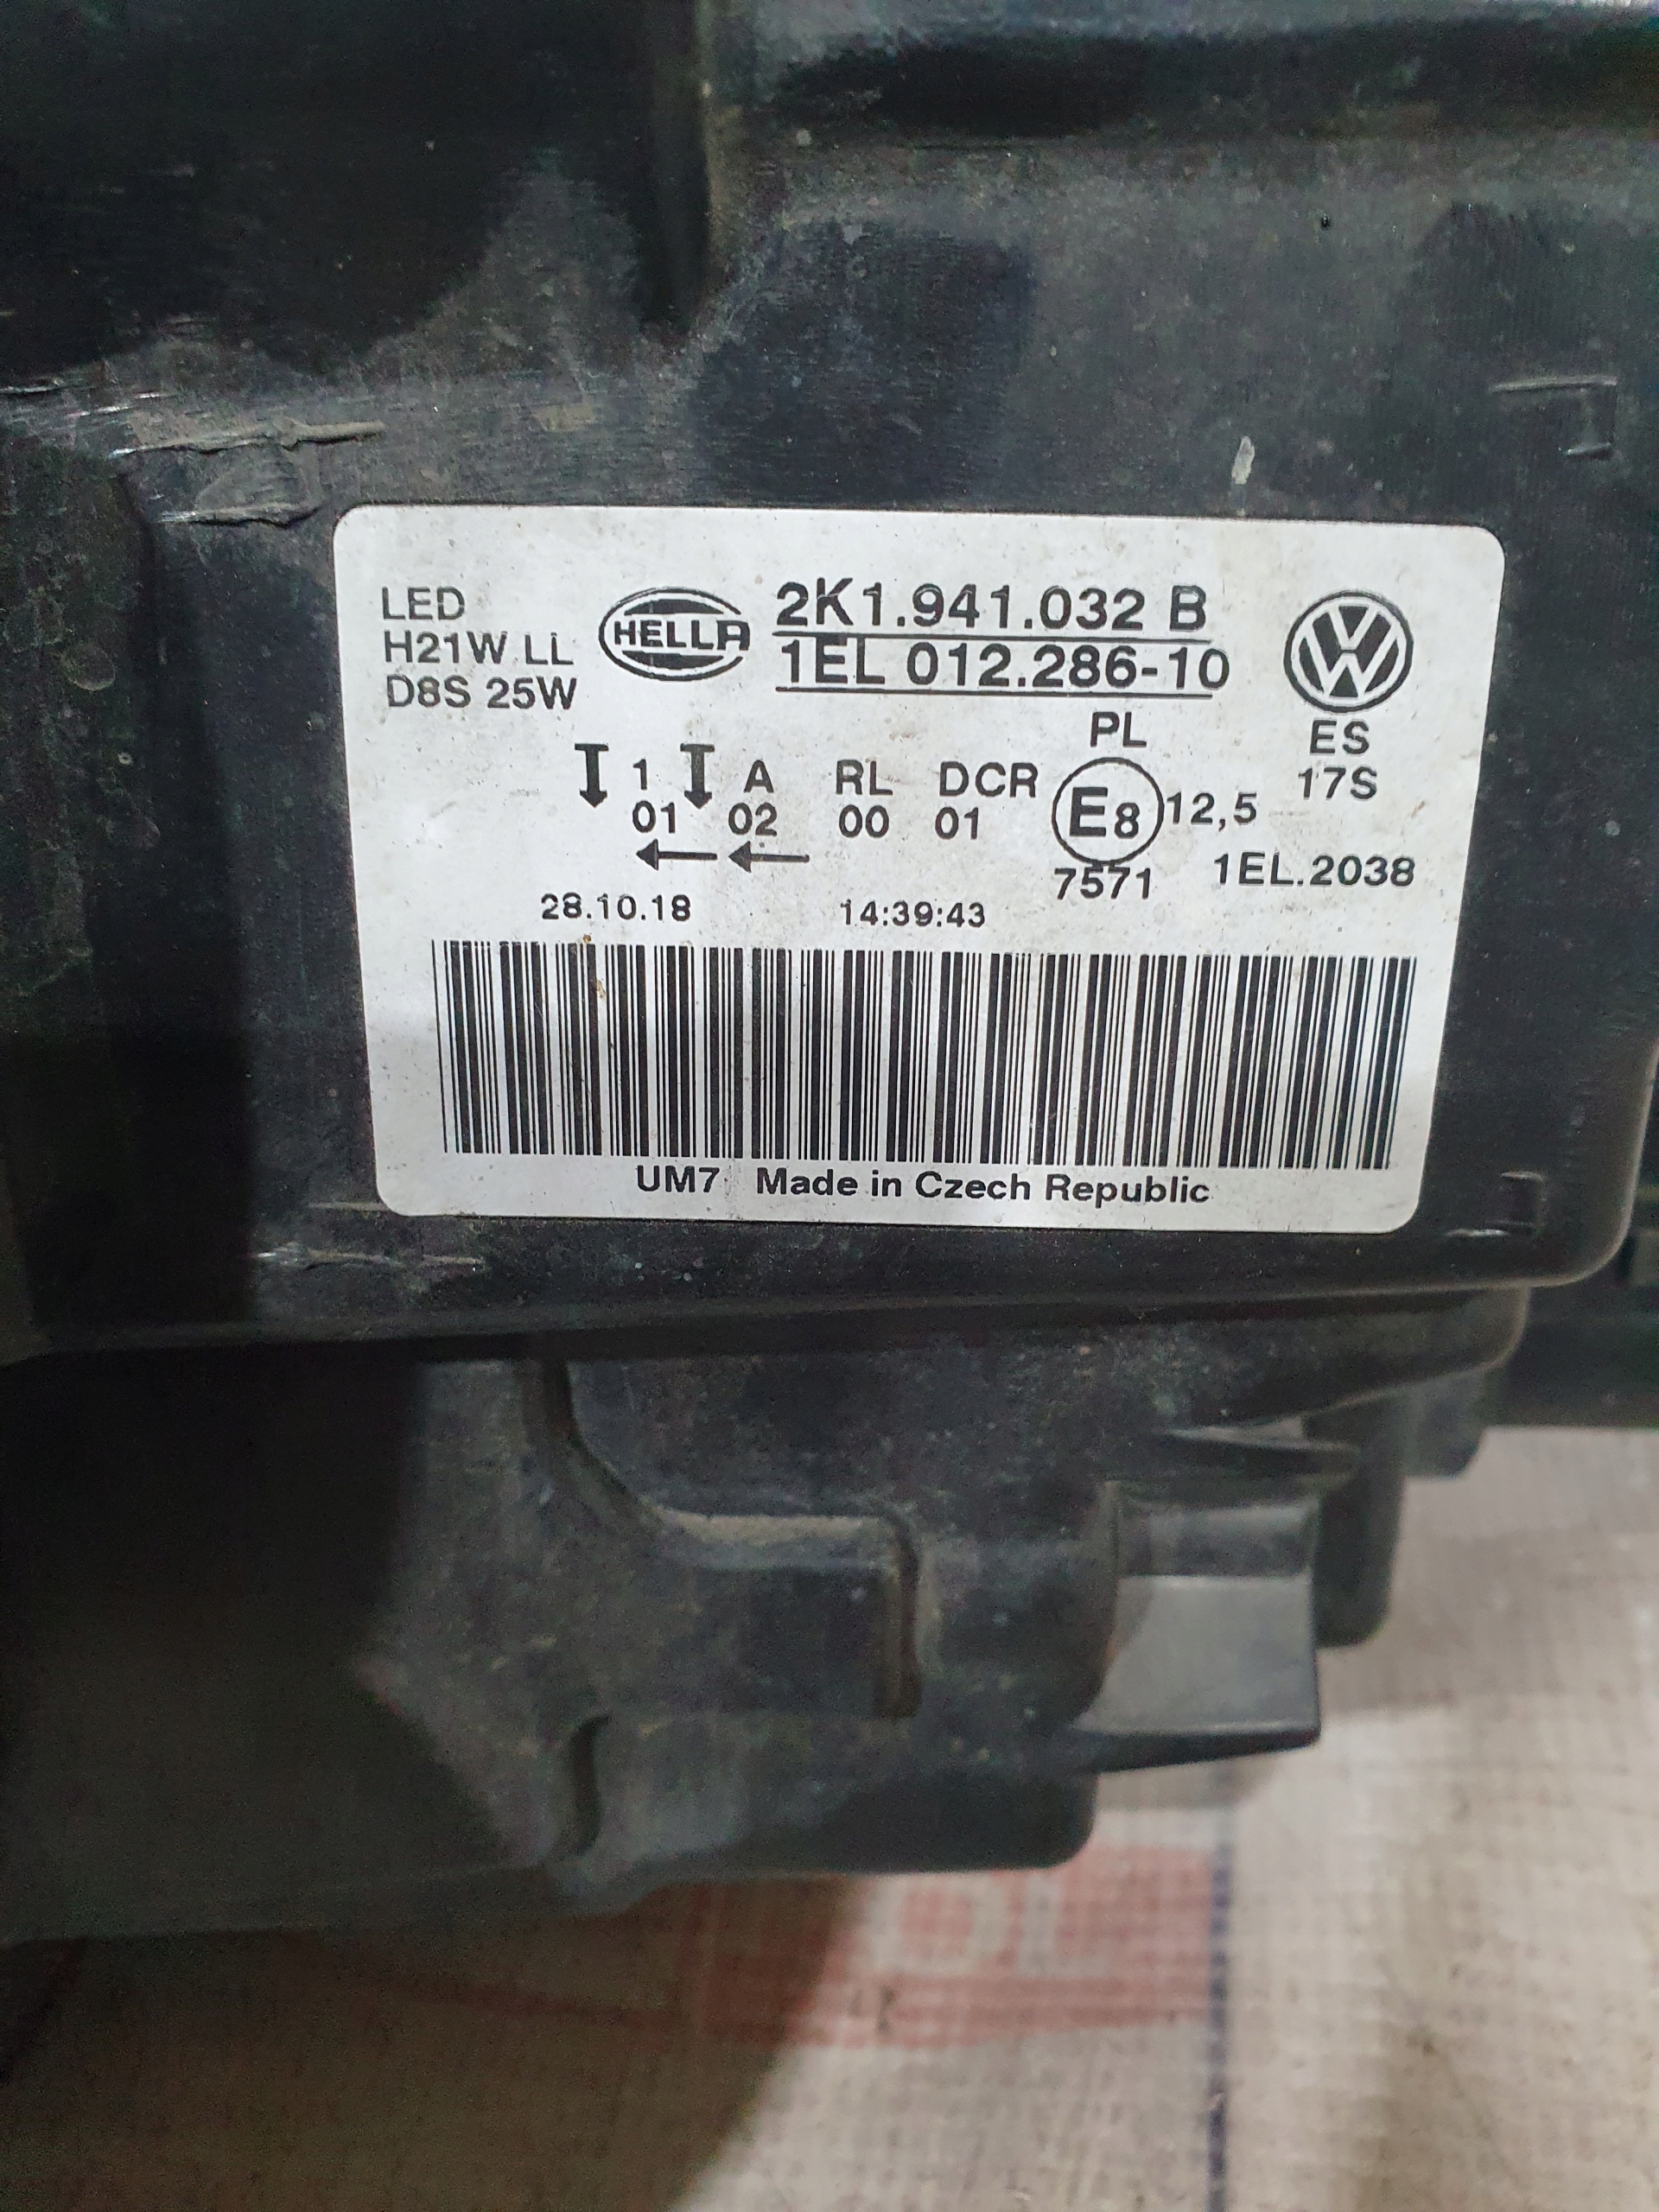 LED
H21W LL
D8S 25W
HELLA
2K1.941.032 B
1EL 012.286-10
VW
ES
17S
1 A RL DCR PL
01 02 00 01 E8 12,5
7571 1EL.2038
28.10.18 14:39:43
UM7 Made in Czech Republic